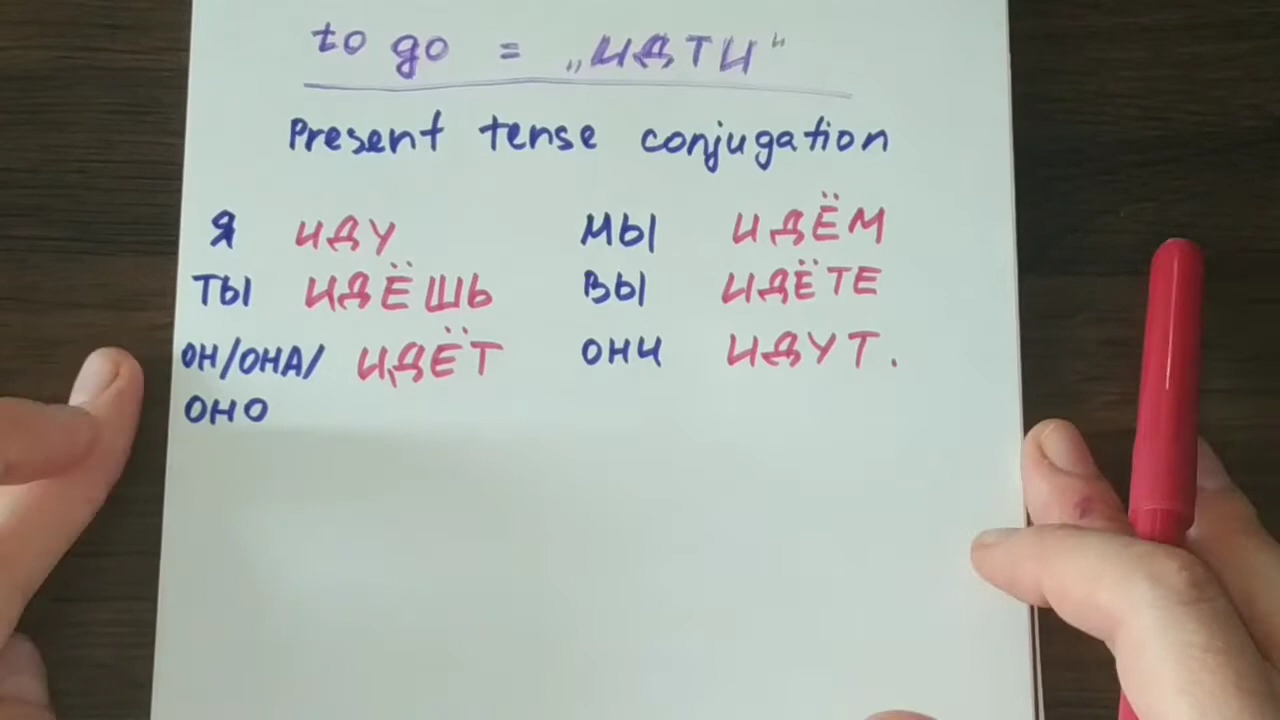 to go = „ИДТИ"
Present tense conjugation
Я ИДУ МЫ ИДЁМ
ТЫ ИДЁШЬ ВЫ ИДЁТЕ
ОН/ОНА/ ИДЁТ ОНИ ИДУТ.
ОНО